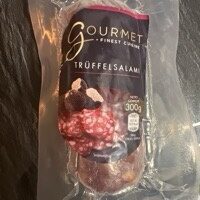 GOURMET
FINEST CUISINE
TRÜFFELSALAMI
300g